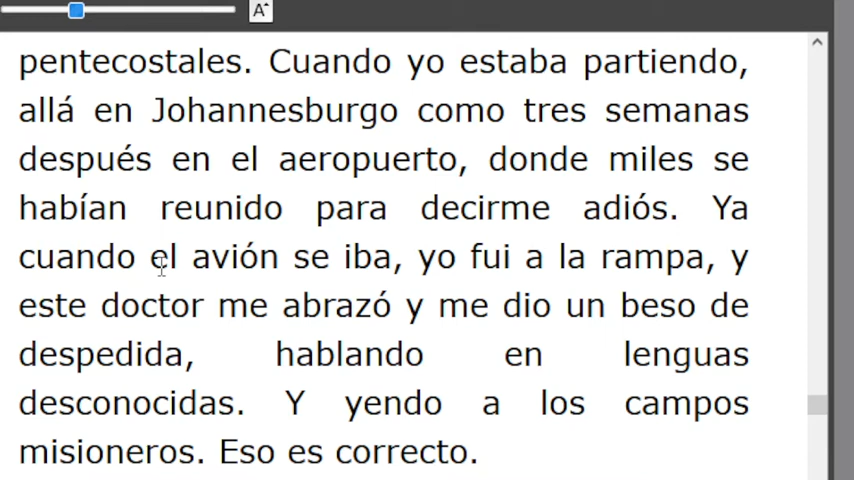 A^
pentecostales. Cuando yo estaba partiendo,
allá en Johannesburgo como tres semanas
después en el aeropuerto, donde miles se
habían reunido para decirme adiós. Ya
cuando el avión se iba, yo fui a la rampa, y
este doctor me abrazó y me dio un beso de
despedida, hablando en lenguas
desconocidas. Y yendo a los campos
misioneros. Eso es correcto.